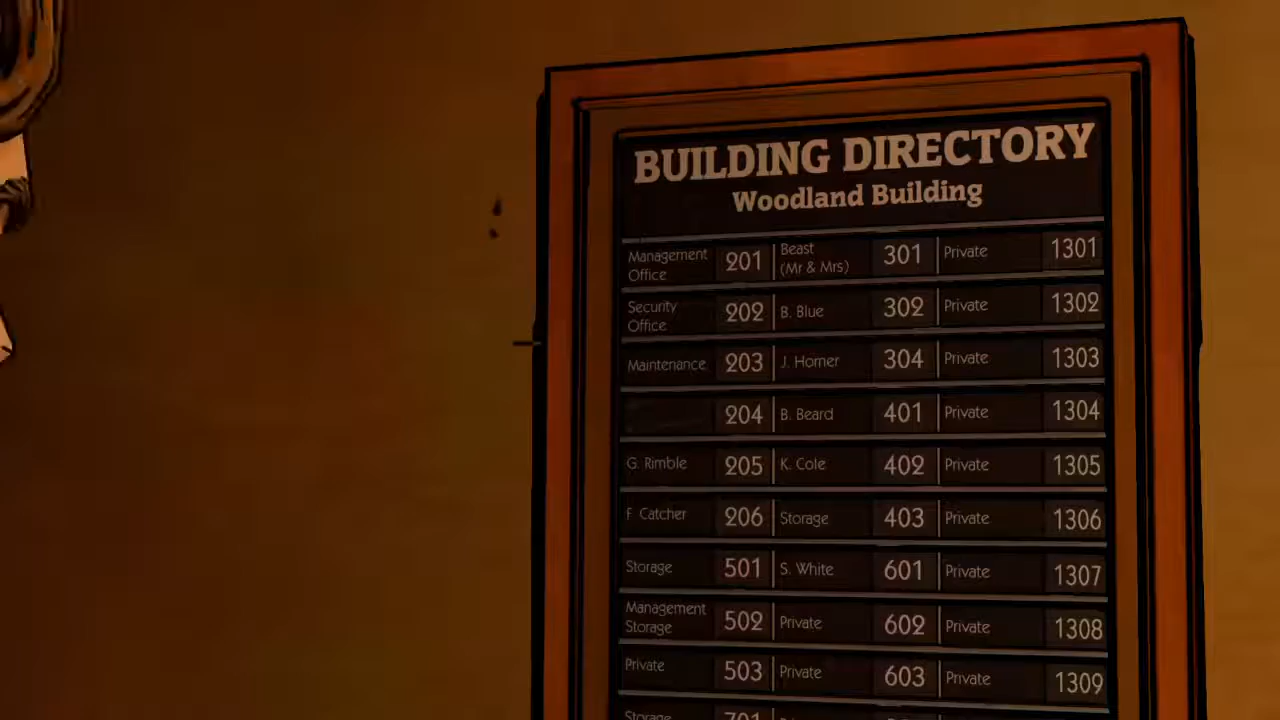 BUILDING DIRECTORY
Woodland Building
Management Office 201 Beast (Mr & Mrs) 301 Private 1301
Security Office 202 B. Blue 302 Private 1302
Maintenance 203 J. Horner 304 Private 1303
204 B. Beard 401 Private 1304
G. Rimble 205 K. Cole 402 Private 1305
F. Catcher 206 Storage 403 Private 1306
Storage 501 S. White 601 Private 1307
Management Storage 502 Private 602 Private 1308
Private 503 Private 603 Private 1309
Storage 701